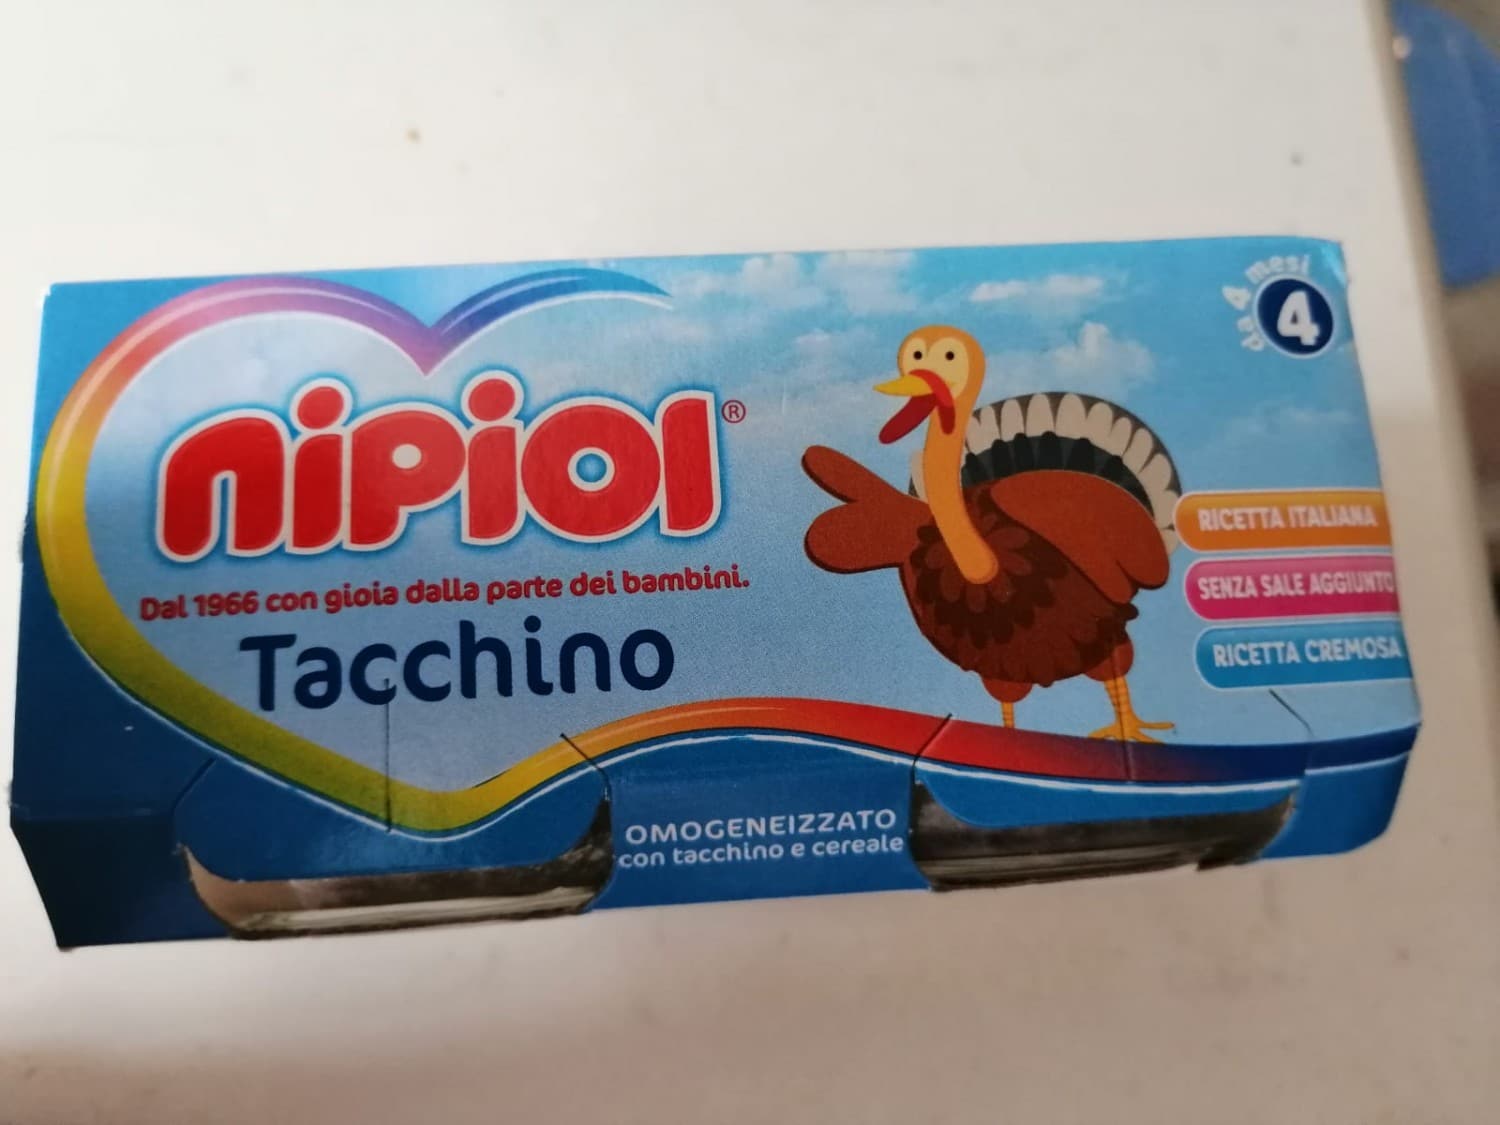 da 4 mesi
4
nipiol®
Dal 1966 con gioia dalla parte dei bambini.
Tacchino
RICETTA ITALIANA
SENZA SALE AGGIUNTO
RICETTA CREMOSA
OMOGENEIZZATO
con tacchino e cereale